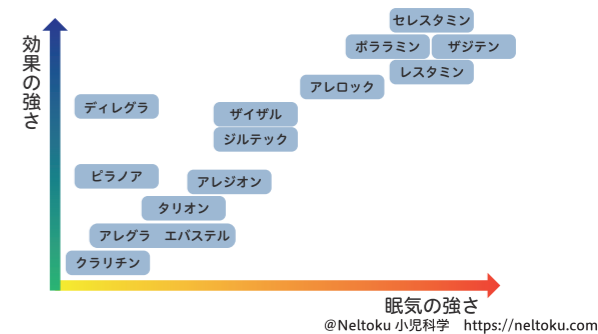 効果の強さ
セレスタミン
ポララミン ザジテン
レスタミン
アレロック
ディレグラ
ザイザル
ジルテック
ピラノア
アレジオン
タリオン
アレグラ エバステル
クラリチン
眠気の強さ
@Neltoku 小児科学 https://neltoku.com